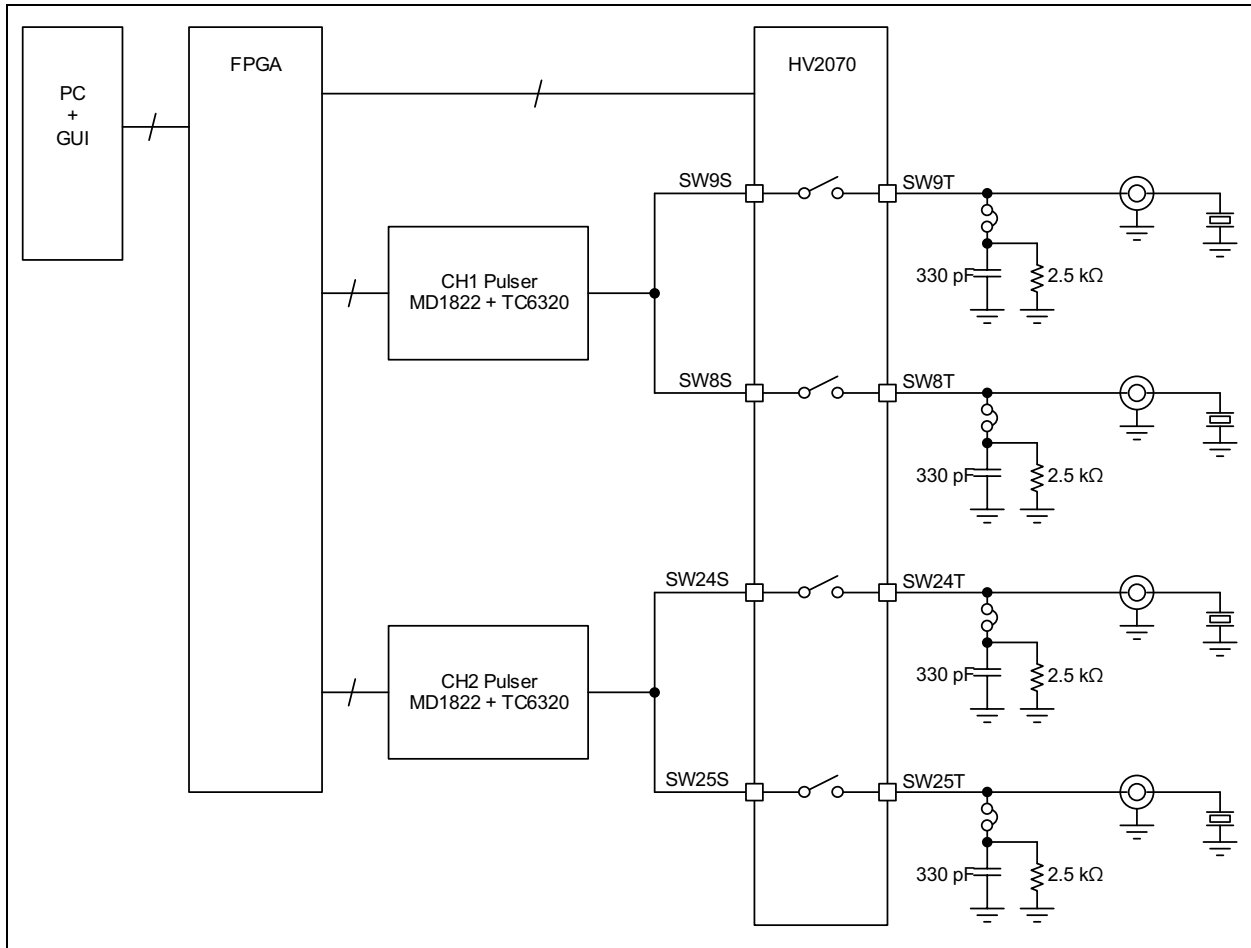 PC
+
GUI
FPGA
HV2070
SW9S
SW9T
CH1 Pulser
MD1822 + TC6320
330 pF
2.5 kΩ
SW8S
SW8T
330 pF
2.5 kΩ
SW24S
SW24T
CH2 Pulser
MD1822 + TC6320
330 pF
2.5 kΩ
SW25S
SW25T
330 pF
2.5 kΩ